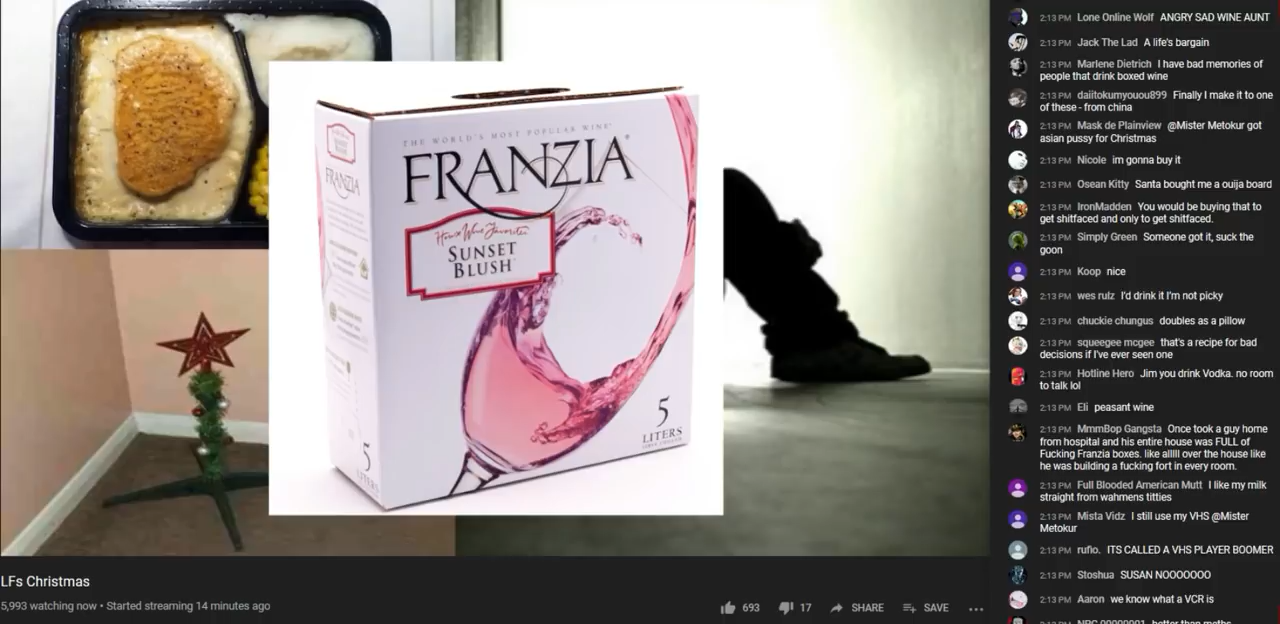 THE WORLD'S MOST POPULAR WINE
FRANZIA
House Wine Favorites
SUNSET
BLUSH
5
LITERS
FRANZIA
5
LFs Christmas
5,993 watching now • Started streaming 14 minutes ago
693
17
SHARE
SAVE
2:13 PM Lone Online Wolf ANGRY SAD WINE AUNT
2:13 PM Jack The Lad A life's bargain
2:13 PM Marlene Dietrich I have bad memories of
people that drink boxed wine
2:13 PM daiitokumyouou899 Finally I make it to one
of these - from china
2:13 PM Mask de Plainview @Mister Metokur got
asian pussy for Christmas
2:13 PM Nicole im gonna buy it
2:13 PM Osean Kitty Santa bought me a ouija board
2:13 PM IronMadden You would be buying that to
get shitfaced and only to get shitfaced.
2:13 PM Simply Green Someone got it, suck the
goon
2:13 PM Koop nice
2:13 PM wes rulz I'd drink it I'm not picky
2:13 PM chuckie chungus doubles as a pillow
2:13 PM squeegee mcgee that's a recipe for bad
decisions if I've ever seen one
2:13 PM Hotline Hero Jim you drink Vodka. no room
to talk lol
2:13 PM Eli peasant wine
2:13 PM MmmBop Gangsta Once took a guy home
from hospital and his entire house was FULL of
Fucking Franzia boxes. like alllll over the house like
he was building a fucking fort in every room.
2:13 PM Full Blooded American Mutt I like my milk
straight from wahmens titties
2:13 PM Mista Vidz I still use my VHS @Mister
Metokur
2:13 PM rufio. ITS CALLED A VHS PLAYER BOOMER
2:13 PM Stoshua SUSAN NOOOOOOO
2:13 PM Aaron we know what a VCR is